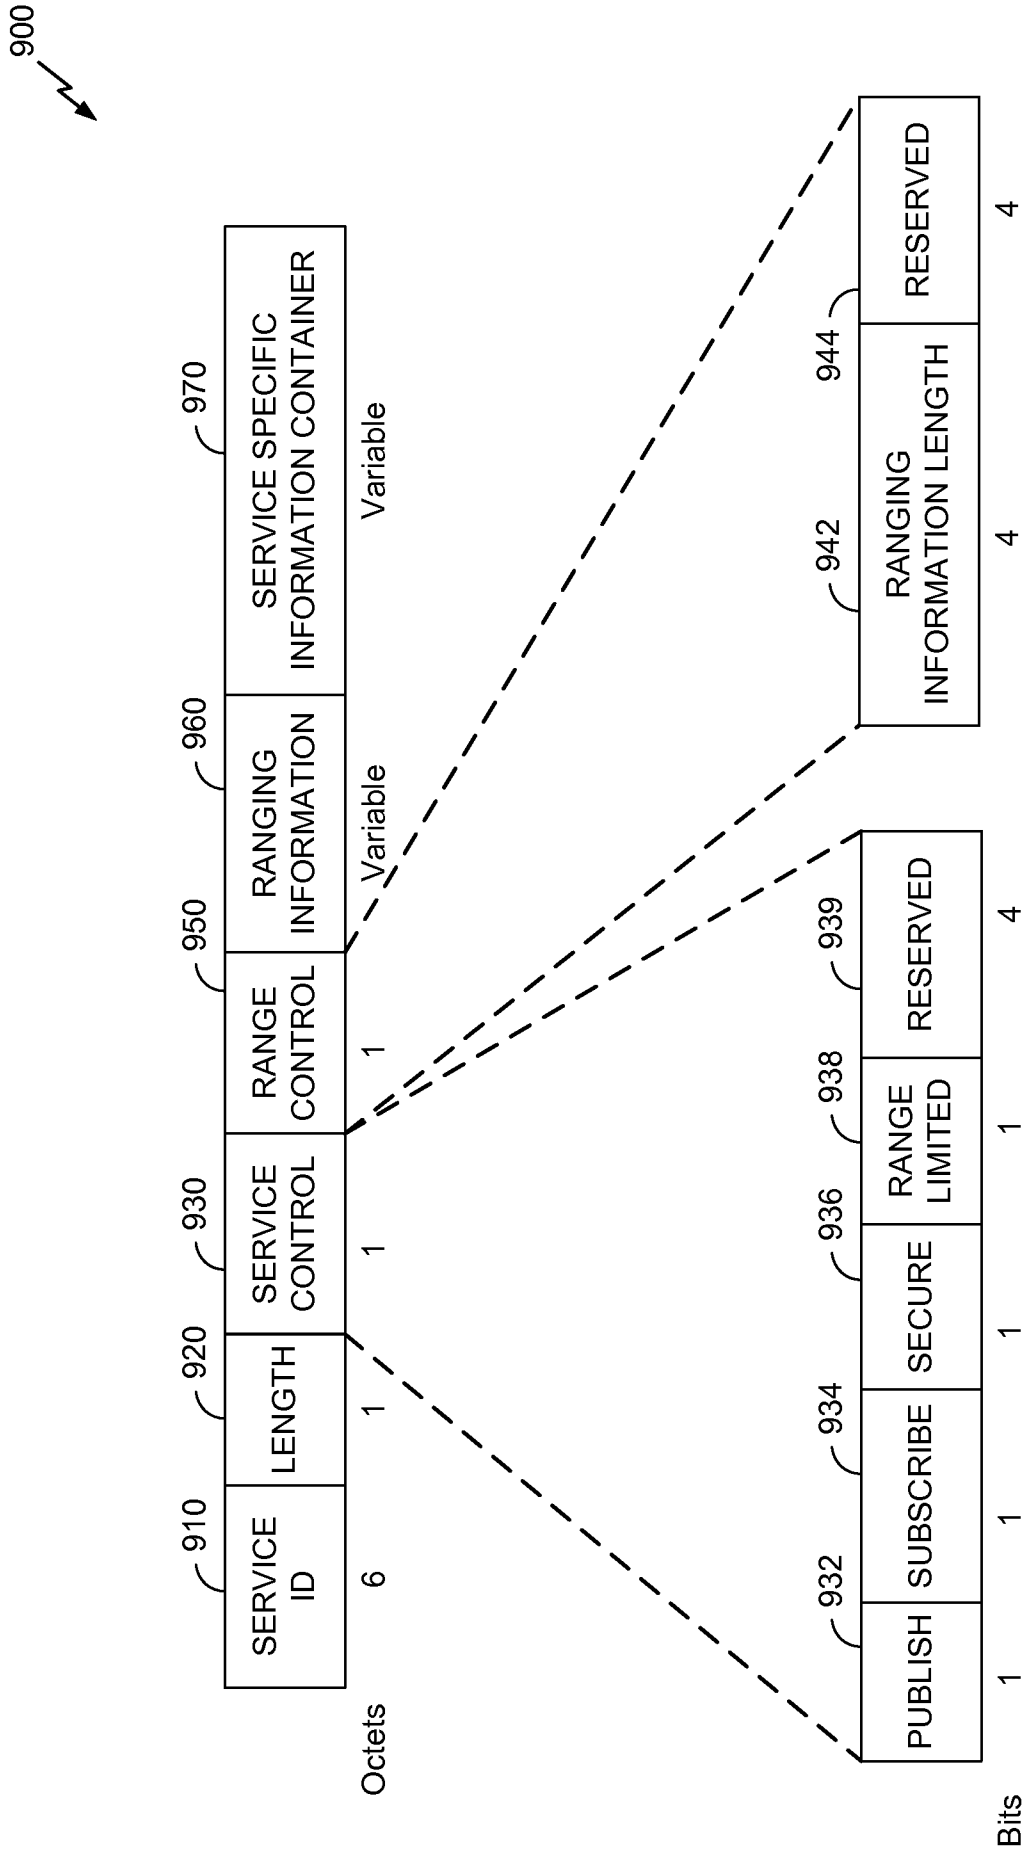 900
910
920
930
950
960
970
SERVICE
ID
LENGTH
SERVICE
CONTROL
RANGE
CONTROL
RANGING
INFORMATION
SERVICE SPECIFIC
INFORMATION CONTAINER
Octets
6
1
1
1
Variable
Variable
932
934
936
938
939
942
944
PUBLISH
SUBSCRIBE
SECURE
RANGE
LIMITED
RESERVED
RANGING
INFORMATION LENGTH
RESERVED
Bits
1
1
1
1
4
4
4